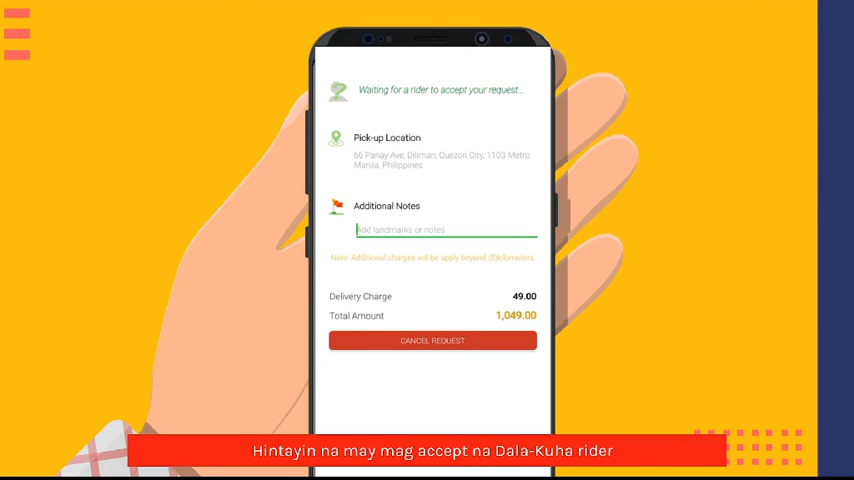 Waiting for a rider to accept your request...
Pick-up Location
66 Panay Ave, Diliman, Quezon City, 1103 Metro
Manila, Philippines
Additional Notes
Add landmarks or notes
Note: Additional charges will be apply beyond (5)kilometers.
Delivery Charge 49.00
Total Amount 1,049.00
CANCEL REQUEST
Hintayin na may mag accept na Dala-Kuha rider